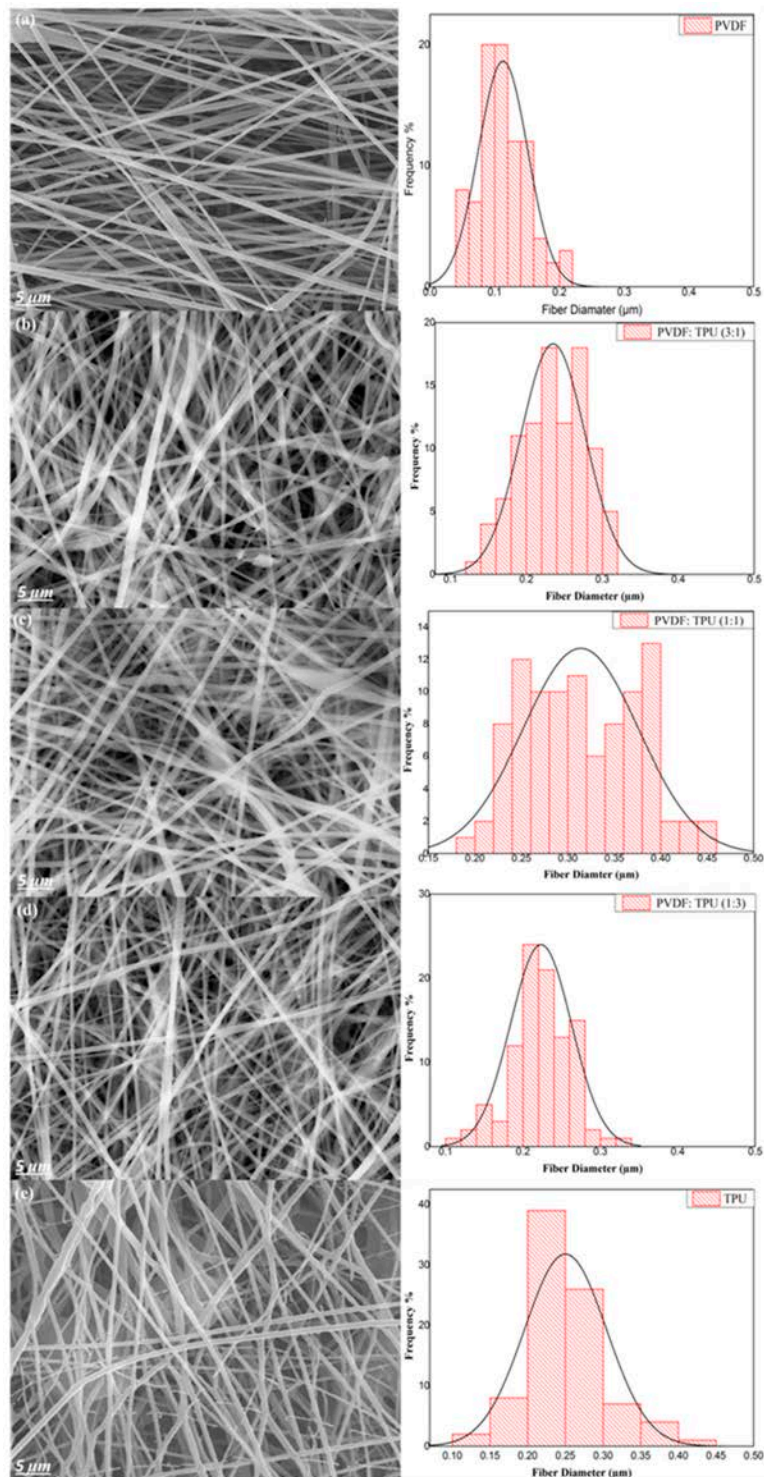 (a)
5 µm
PVDF
Frequency %
20
10
0
0.0
0.1
0.2
0.3
0.4
0.5
Fiber Diamater (µm)
(b)
5 µm
PVDF: TPU (3:1)
Frequency %
20
15
10
5
0
0.1
0.2
0.3
0.4
0.5
Fiber Diameter (µm)
(c)
5 µm
PVDF: TPU (1:1)
Frequency %
14
12
10
8
6
4
2
0
0.15
0.20
0.25
0.30
0.35
0.40
0.45
0.50
Fiber Diamter (µm)
(d)
5 µm
PVDF: TPU (1:3)
Frequency %
30
20
10
0
0.1
0.2
0.3
0.4
0.5
Fiber Diameter (µm)
(e)
5 µm
TPU
Frequency %
40
30
20
10
0
0.10
0.15
0.20
0.25
0.30
0.35
0.40
0.45
0.50
Fiber Diameter (µm)